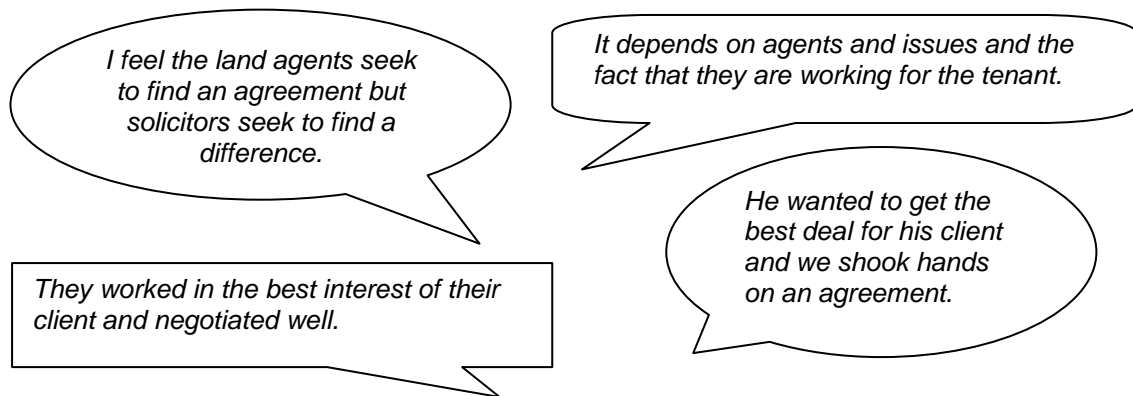 I feel the land agents seek
to find an agreement but
solicitors seek to find a
difference.
It depends on agents and issues and the
fact that they are working for the tenant.
He wanted to get the
best deal for his client
and we shook hands
on an agreement.
They worked in the best interest of their
client and negotiated well.